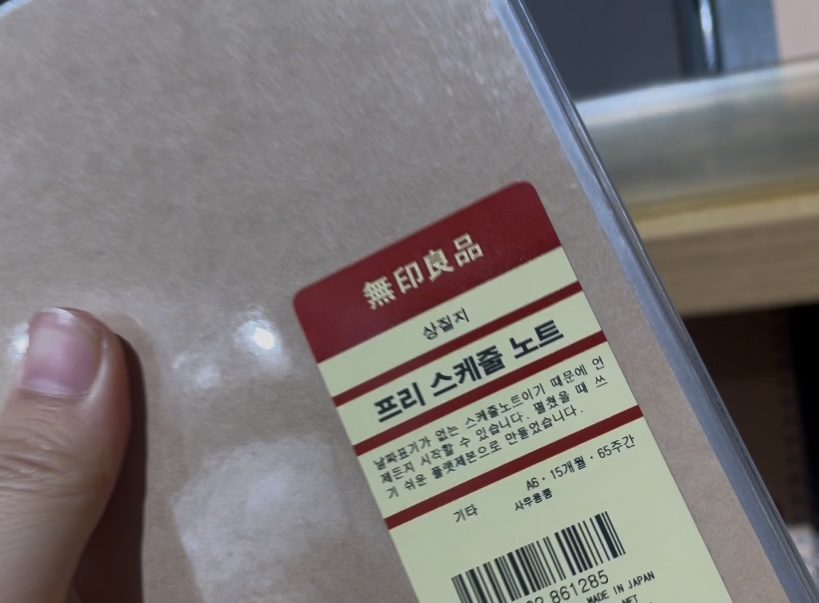 無印良品
상질지
프리 스케줄 노트
날짜표기가 없는 스케줄노트이기 때문에 언
제든지 시작할 수 있습니다. 펼쳤을 때 쓰
기 쉬운 플랫제본으로 만들었습니다.
A6・15개월・65주간
기타 사무용품
861285
MADE IN JAPAN